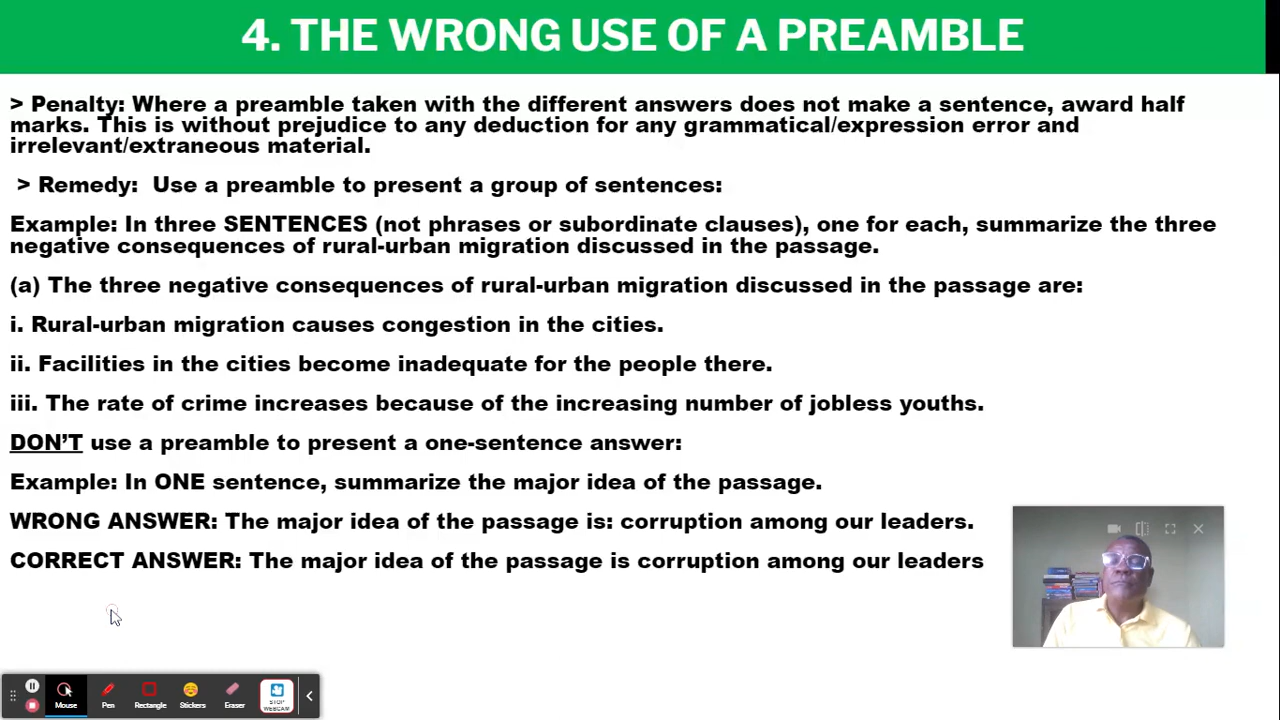 4. THE WRONG USE OF A PREAMBLE
> Penalty: Where a preamble taken with the different answers does not make a sentence, award half
marks. This is without prejudice to any deduction for any grammatical/expression error and
irrelevant/extraneous material.
> Remedy: Use a preamble to present a group of sentences:
Example: In three SENTENCES (not phrases or subordinate clauses), one for each, summarize the three
negative consequences of rural-urban migration discussed in the passage.
(a) The three negative consequences of rural-urban migration discussed in the passage are:
i. Rural-urban migration causes congestion in the cities.
ii. Facilities in the cities become inadequate for the people there.
iii. The rate of crime increases because of the increasing number of jobless youths.
DON'T use a preamble to present a one-sentence answer:
Example: In ONE sentence, summarize the major idea of the passage.
WRONG ANSWER: The major idea of the passage is: corruption among our leaders.
CORRECT ANSWER: The major idea of the passage is corruption among our leaders
Mouse
Pen
Rectangle
Stickers
Eraser
STOP
WEBCAM